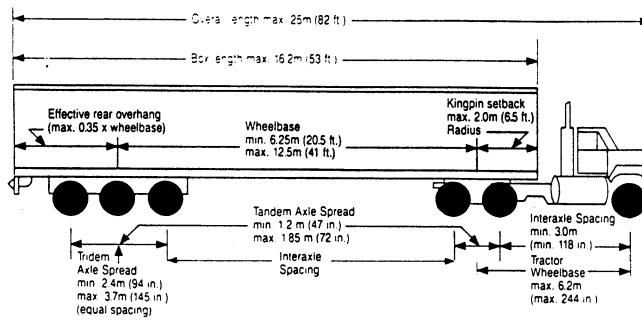 Overall length max. 25m (82 ft.)
Box length max. 16.2m (53 ft.)
Effective rear overhang
(max. 0.35 x wheelbase)
Wheelbase
min. 6.25m (20.5 ft.)
max. 12.5m (41 ft.)
Kingpin setback
max. 2.0m (6.5 ft.)
Radius
Tandem Axle Spread
min 1.2 m (47 in.)
max 1.85 m (72 in.)
Interaxle Spacing
min. 3.0m
(min. 118 in.)
Tridem
Axle Spread
min 2.4m (94 in.)
max 3.7m (145 in.)
(equal spacing)
Interaxle
Spacing
Tractor
Wheelbase
max. 6.2m
(max. 244 in.)